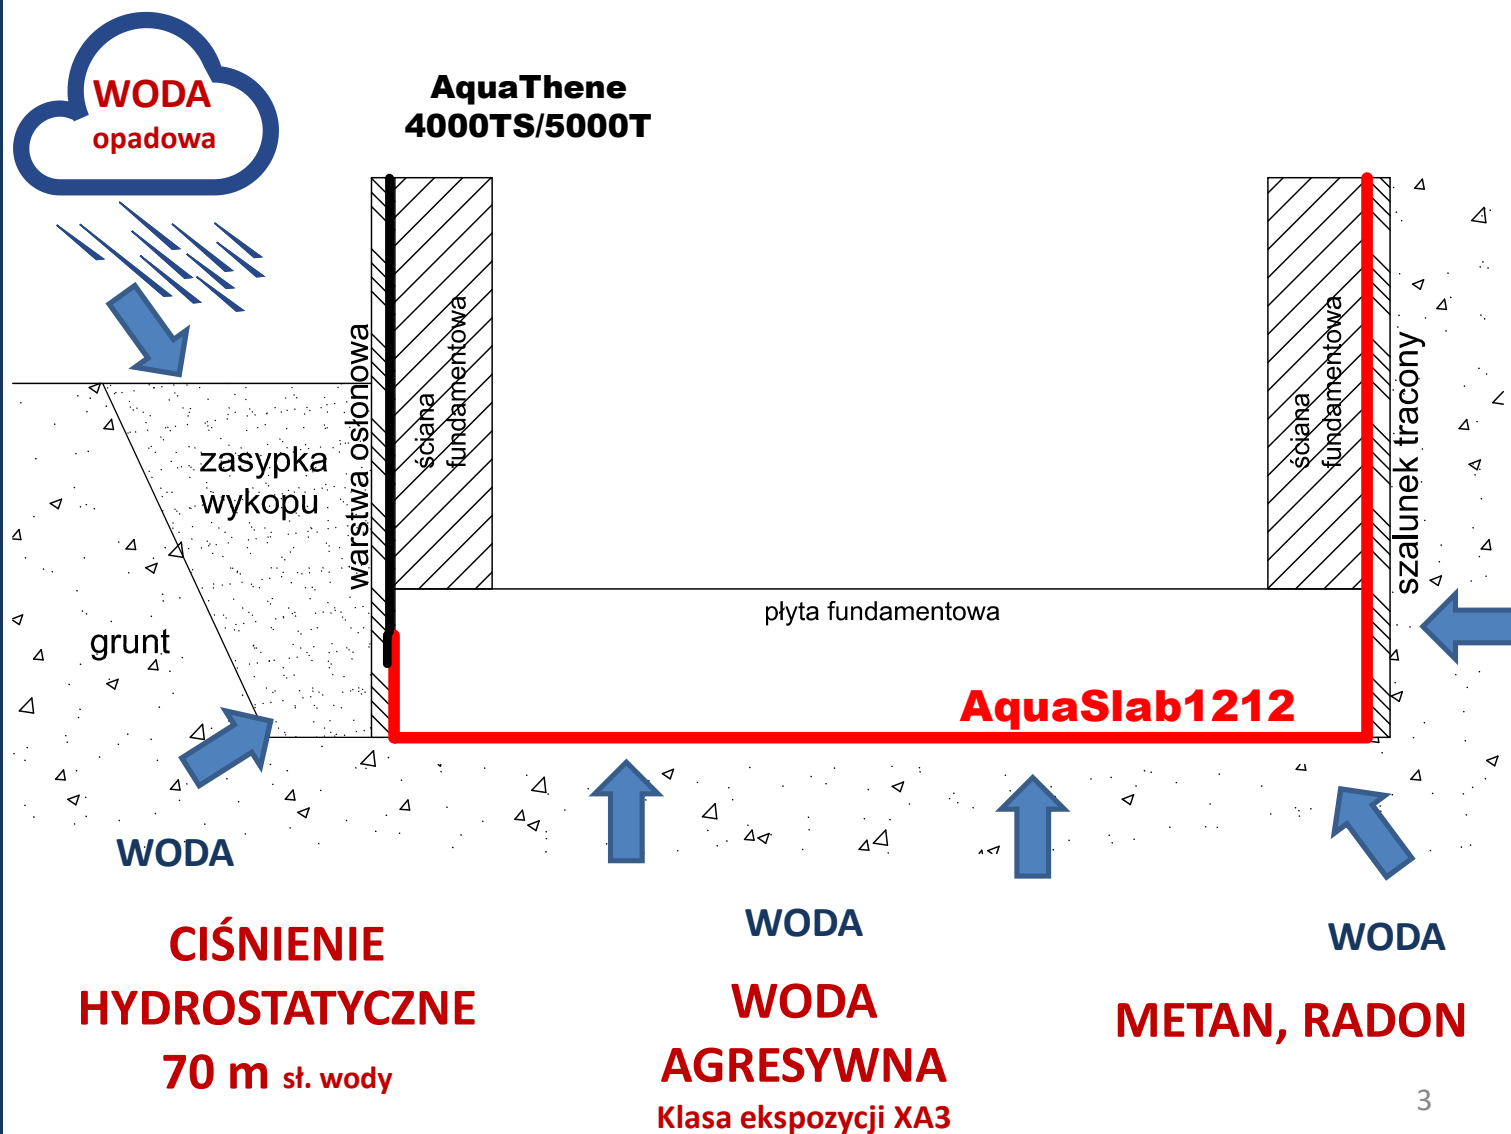 WODA
opadowa
AquaThene
4000TS/5000T
zasypka
wykopu
grunt
warstwa osłonowa
ściana
fundamentowa
płyta fundamentowa
ściana
fundamentowa
szalunek tracony
AquaSlab1212
WODA
CIŚNIENIE
HYDROSTATYCZNE
70 m sł. wody
WODA
WODA
AGRESYWNA
Klasa ekspozycji XA3
WODA
METAN, RADON
3